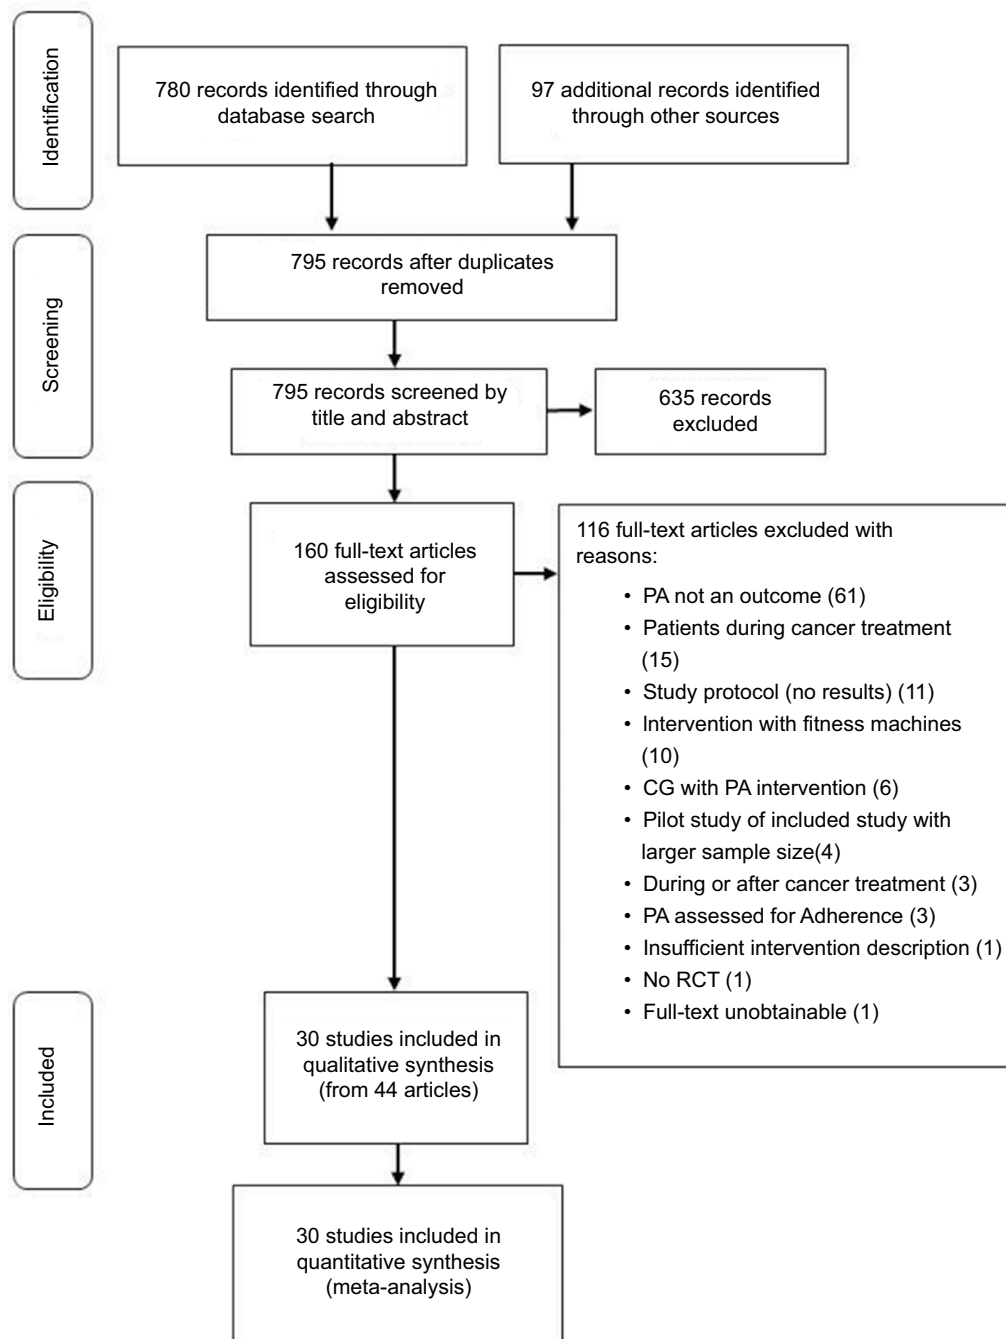 Identification
780 records identified through
database search
97 additional records identified
through other sources
Screening
795 records after duplicates
removed
795 records screened by
title and abstract
635 records
excluded
Eligibility
160 full-text articles
assessed for
eligibility
116 full-text articles excluded with
reasons:
• PA not an outcome (61)
• Patients during cancer treatment
(15)
• Study protocol (no results) (11)
• Intervention with fitness machines
(10)
• CG with PA intervention (6)
• Pilot study of included study with
larger sample size(4)
• During or after cancer treatment (3)
• PA assessed for Adherence (3)
• Insufficient intervention description (1)
• No RCT (1)
• Full-text unobtainable (1)
Included
30 studies included in
qualitative synthesis
(from 44 articles)
30 studies included in
quantitative synthesis
(meta-analysis)